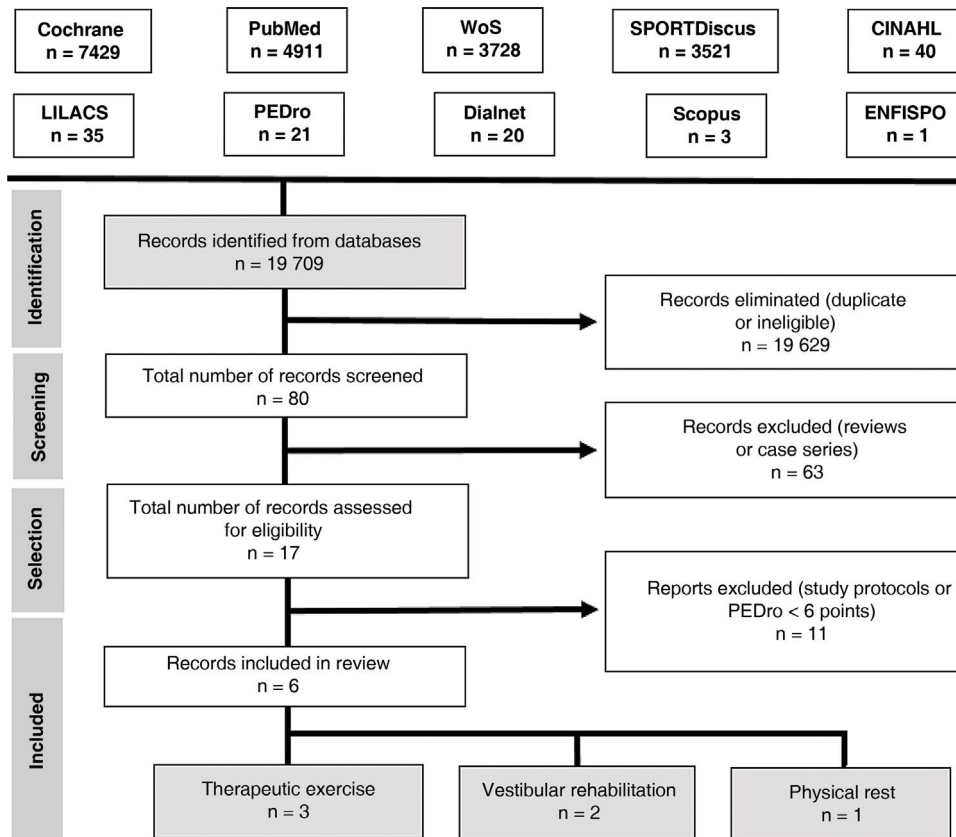 Cochrane
n = 7429
PubMed
n = 4911
WoS
n = 3728
SPORTDiscus
n = 3521
CINAHL
n = 40
LILACS
n = 35
PEDro
n = 21
Dialnet
n = 20
Scopus
n = 3
ENFISPO
n = 1
Identification
Records identified from databases
n = 19 709
Records eliminated (duplicate
or ineligible)
n = 19 629
Screening
Total number of records screened
n = 80
Records excluded (reviews
or case series)
n = 63
Selection
Total number of records assessed
for eligibility
n = 17
Reports excluded (study protocols or
PEDro < 6 points)
n = 11
Included
Records included in review
n = 6
Therapeutic exercise
n = 3
Vestibular rehabilitation
n = 2
Physical rest
n = 1